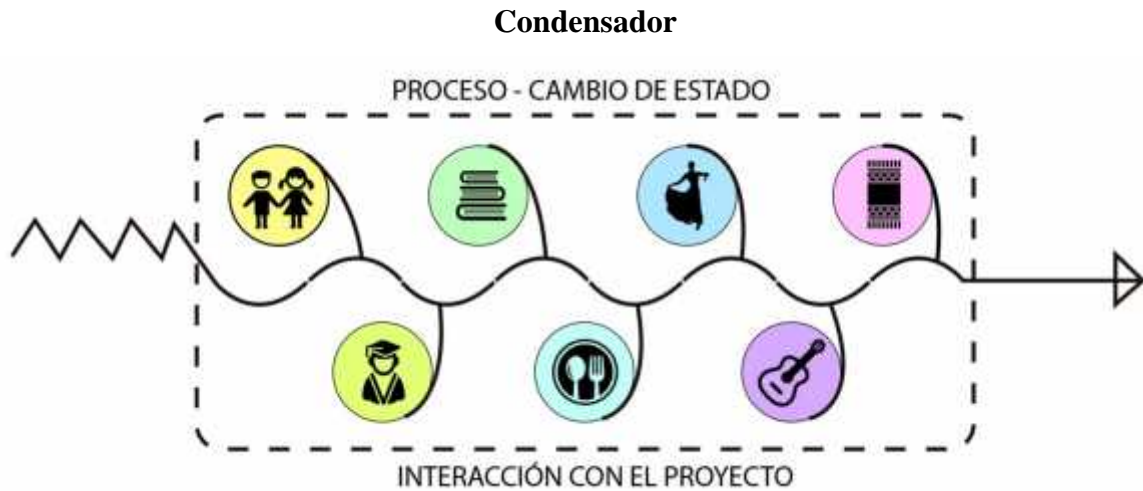 Condensador
PROCESO - CAMBIO DE ESTADO
INTERACCIÓN CON EL PROYECTO